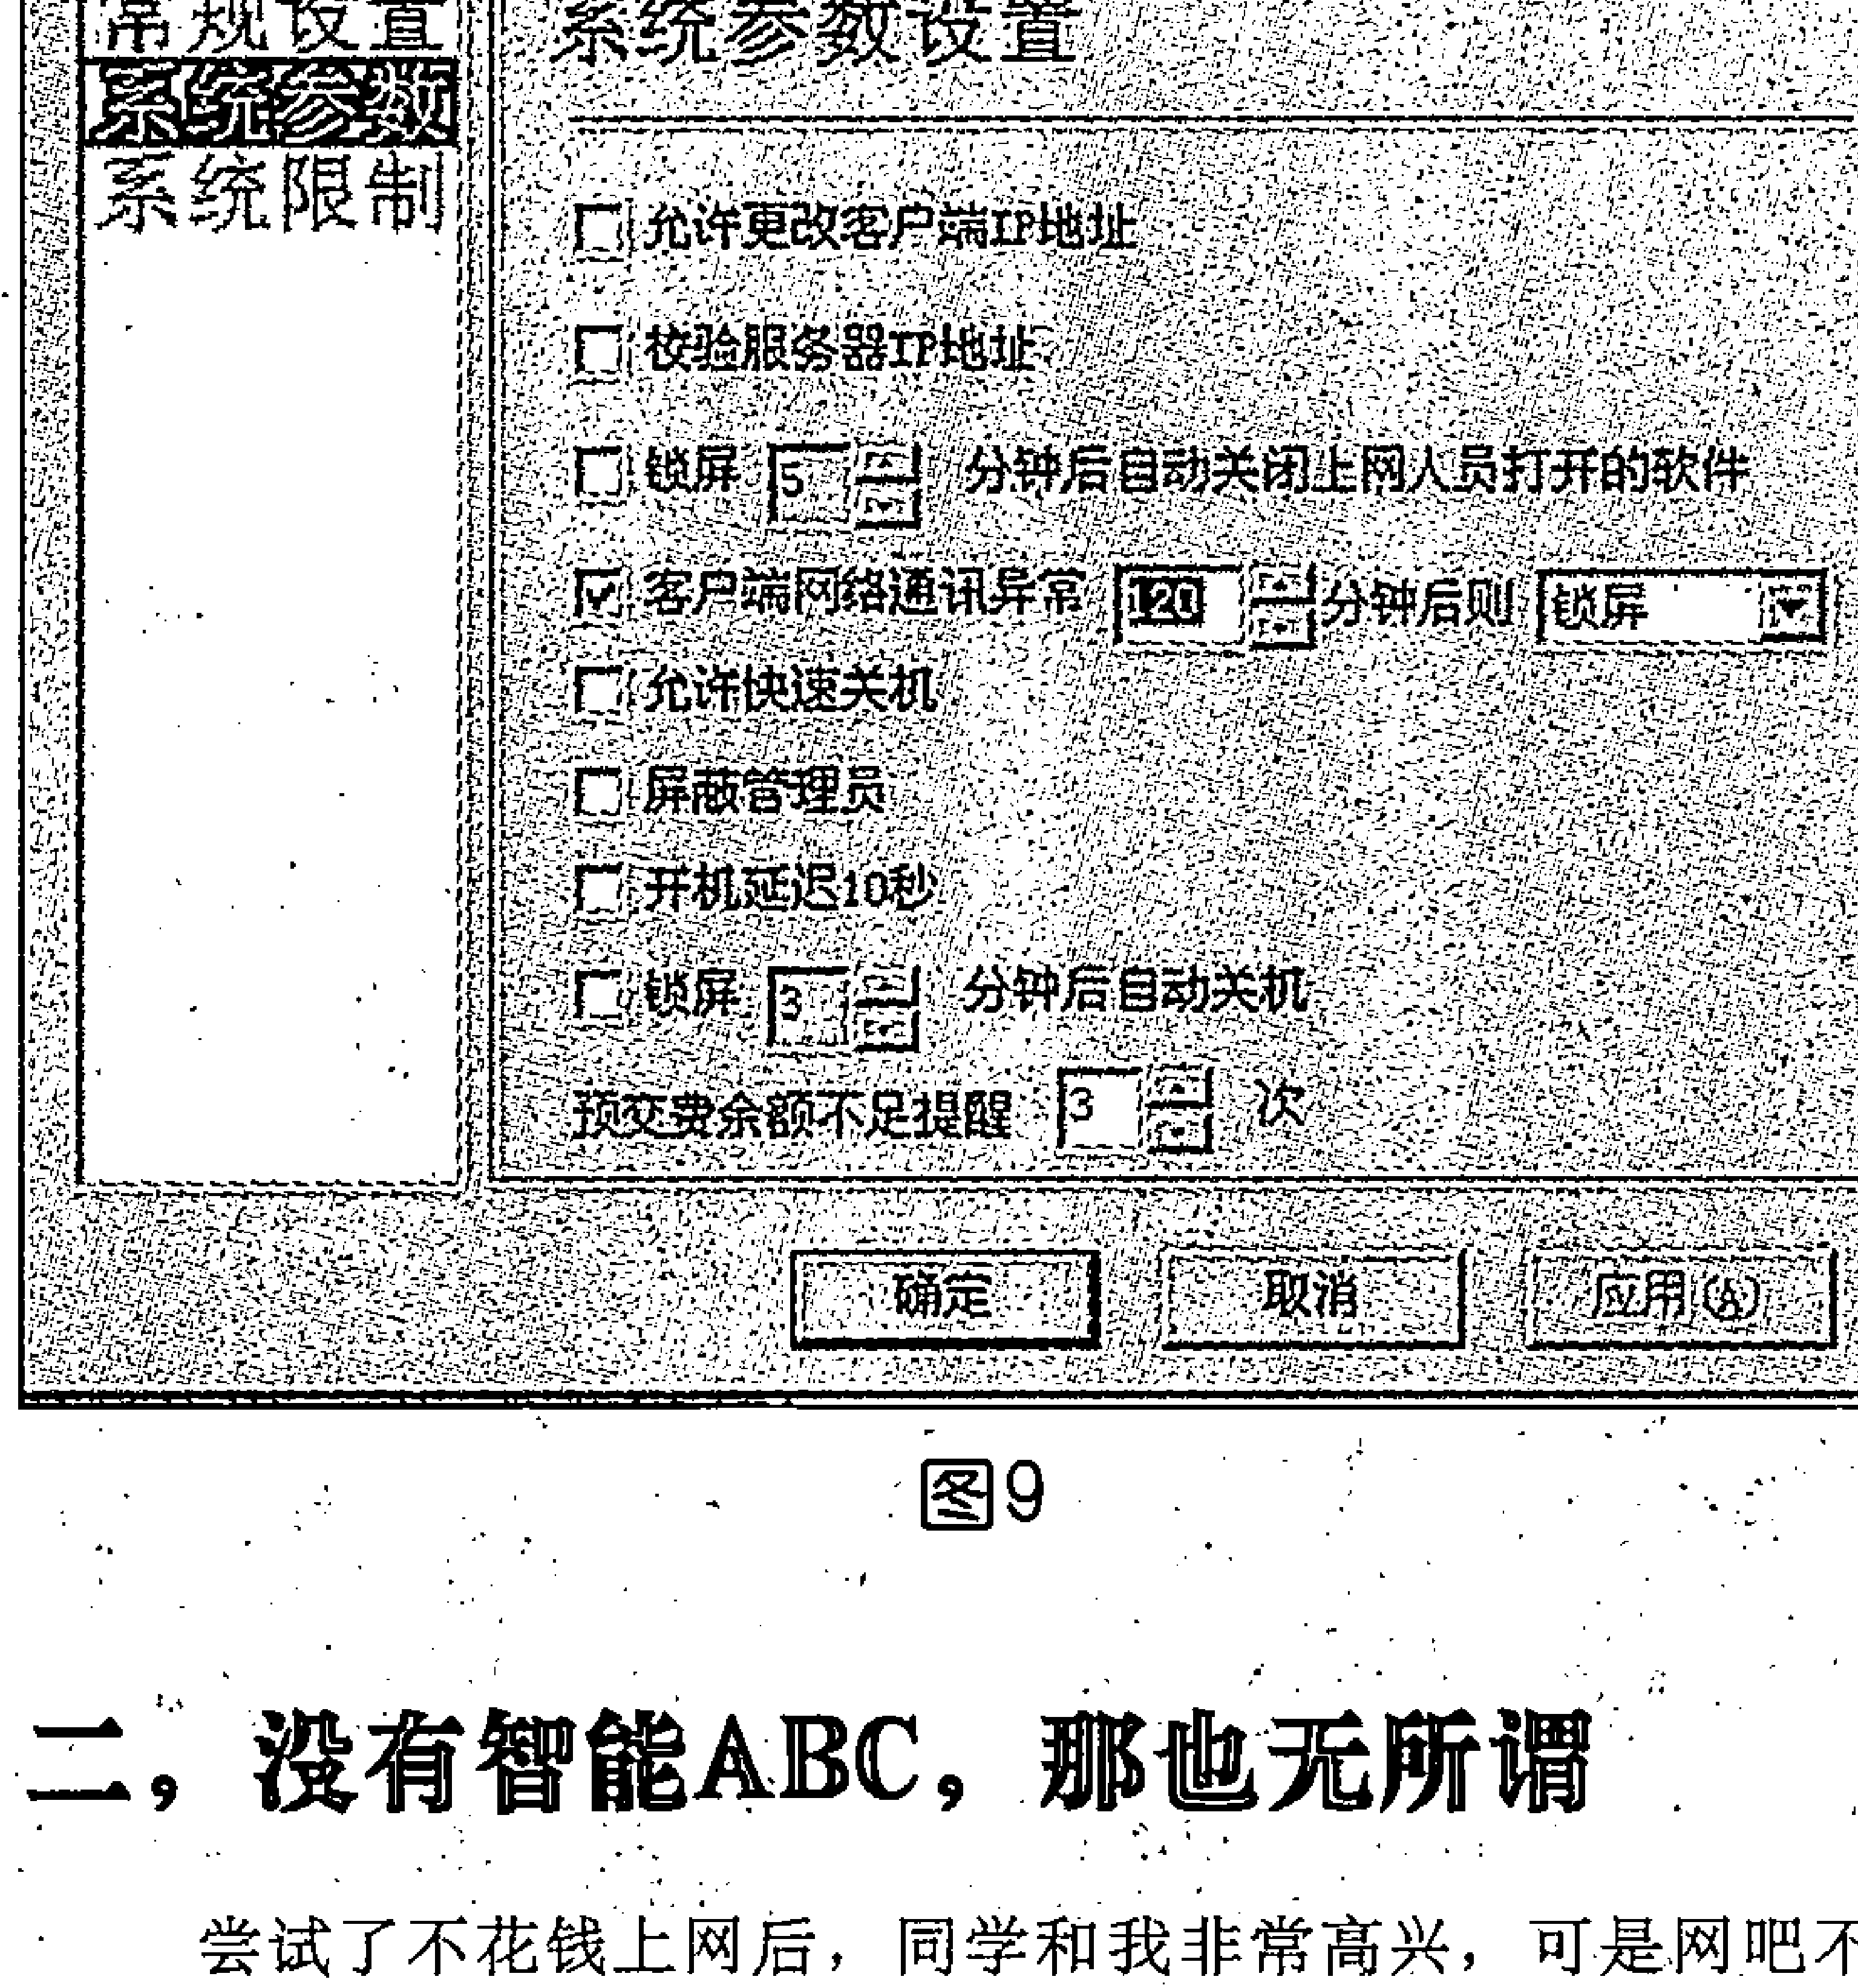 常规设置
系统参数
系统限制
系统参数设置
允许更改客户端IP地址
校验服务器IP地址
锁屏 5 分钟后自动关闭上网人员打开的软件
客户端网络通讯异常 120 分钟后则 锁屏
允许快速关机
屏蔽管理员
开机延迟10秒
锁屏 3 分钟后自动关机
预交费余额不足提醒 3 次
确定 取消 应用(A)
图9
二，没有智能ABC，那也无所谓
尝试了不花钱上网后，同学和我非常高兴，可是网吧不